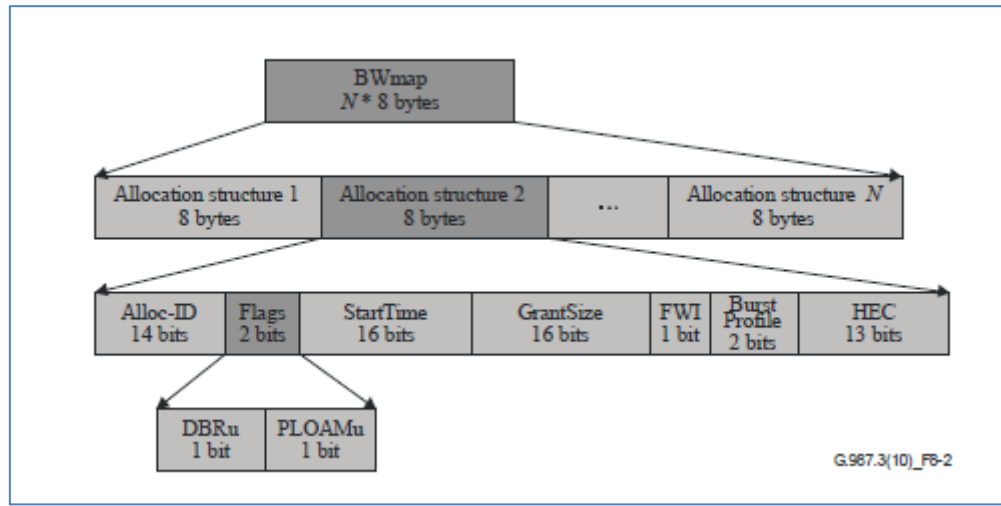 BWmap
N * 8 bytes
Allocation structure 1
8 bytes
Allocation structure 2
8 bytes
...
Allocation structure N
8 bytes
Alloc-ID
14 bits
Flags
2 bits
StartTime
16 bits
GrantSize
16 bits
FWI
1 bit
Burst
Profile
2 bits
HEC
13 bits
DBRu
1 bit
PLOAMu
1 bit
G.987.3(10)_F8-2